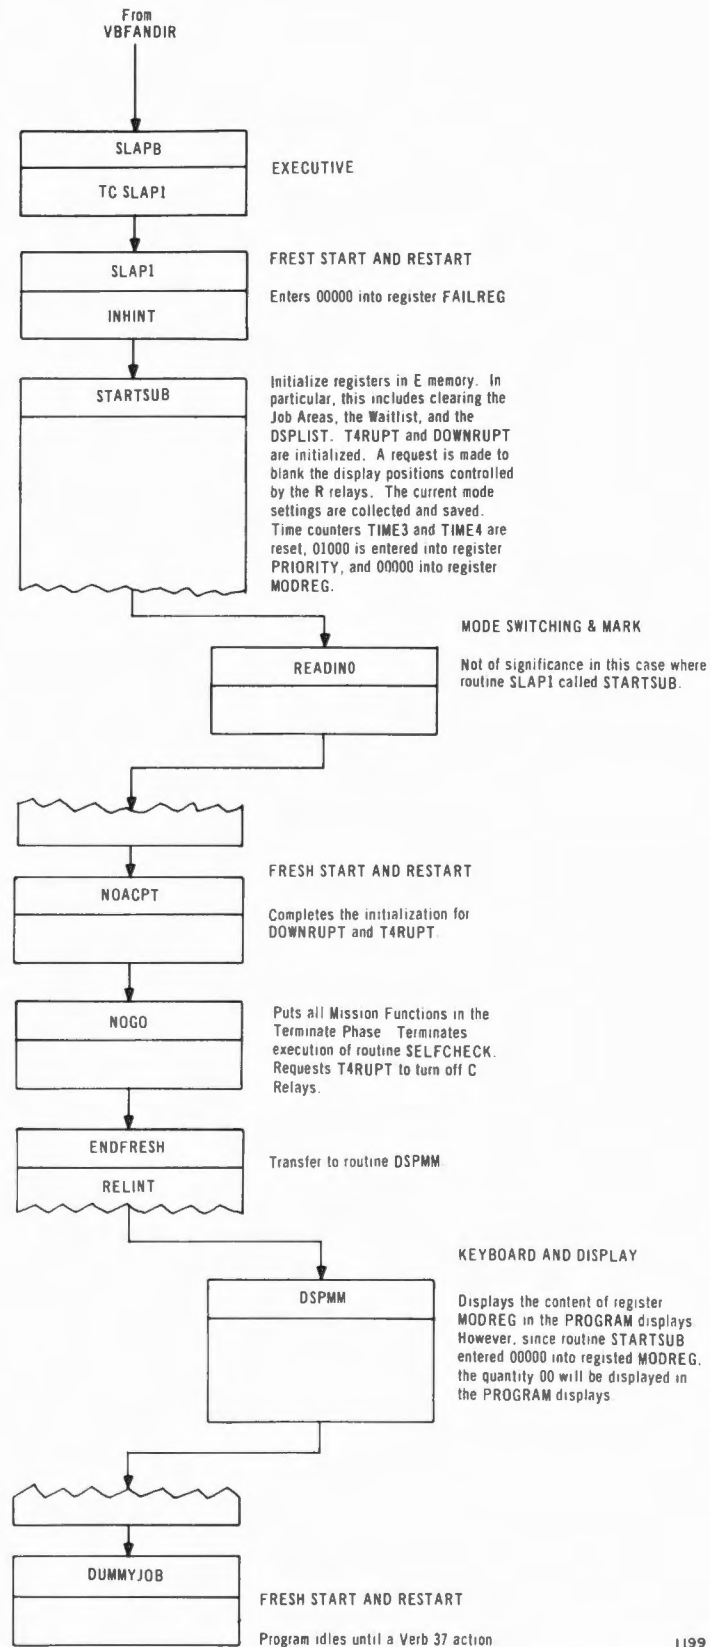 From
VBFANDIR
SLAPB
TC SLAP1
EXECUTIVE
SLAP1
INHINT
FREST START AND RESTART
Enters 00000 into register FAILREG
STARTSUB
Initialize registers in E memory. In
particular, this includes clearing the
Job Areas, the Waitlist, and the
DSPLIST. T4RUPT and DOWNRUPT
are initialized. A request is made to
blank the display positions controlled
by the R relays. The current mode
settings are collected and saved.
Time counters TIME3 and TIME4 are
reset, 01000 is entered into register
PRIORITY, and 00000 into register
MODREG.
MODE SWITCHING & MARK
READINO
Not of significance in this case where
routine SLAP1 called STARTSUB.
FRESH START AND RESTART
NOACPT
Completes the initialization for
DOWNRUPT and T4RUPT.
NOGO
Puts all Mission Functions in the
Terminate Phase Terminates
execution of routine SELFCHECK.
Requests T4RUPT to turn off C
Relays.
ENDFRESH
RELINT
Transfer to routine DSPMM
KEYBOARD AND DISPLAY
DSPMM
Displays the content of register
MODREG in the PROGRAM displays
However, since routine STARTSUB
entered 00000 into registed MODREG,
the quantity 00 will be displayed in
the PROGRAM displays
DUMMYJOB
FRESH START AND RESTART
Program idles until a Verb 37 action
1199